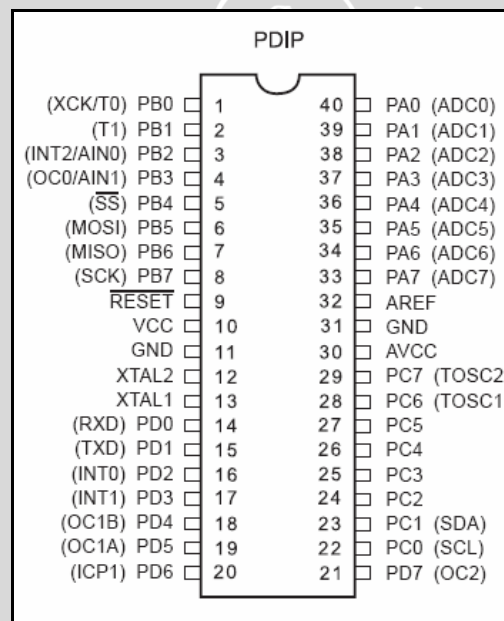 PDIP
(XCK/T0) PB0 1 40 PA0 (ADC0)
(T1) PB1 2 39 PA1 (ADC1)
(INT2/AIN0) PB2 3 38 PA2 (ADC2)
(OC0/AIN1) PB3 4 37 PA3 (ADC3)
(S̅S̅) PB4 5 36 PA4 (ADC4)
(MOSI) PB5 6 35 PA5 (ADC5)
(MISO) PB6 7 34 PA6 (ADC6)
(SCK) PB7 8 33 PA7 (ADC7)
R̅E̅S̅E̅T̅ 9 32 AREF
VCC 10 31 GND
GND 11 30 AVCC
XTAL2 12 29 PC7 (TOSC2
XTAL1 13 28 PC6 (TOSC1
(RXD) PD0 14 27 PC5
(TXD) PD1 15 26 PC4
(INT0) PD2 16 25 PC3
(INT1) PD3 17 24 PC2
(OC1B) PD4 18 23 PC1 (SDA)
(OC1A) PD5 19 22 PC0 (SCL)
(ICP1) PD6 20 21 PD7 (OC2)